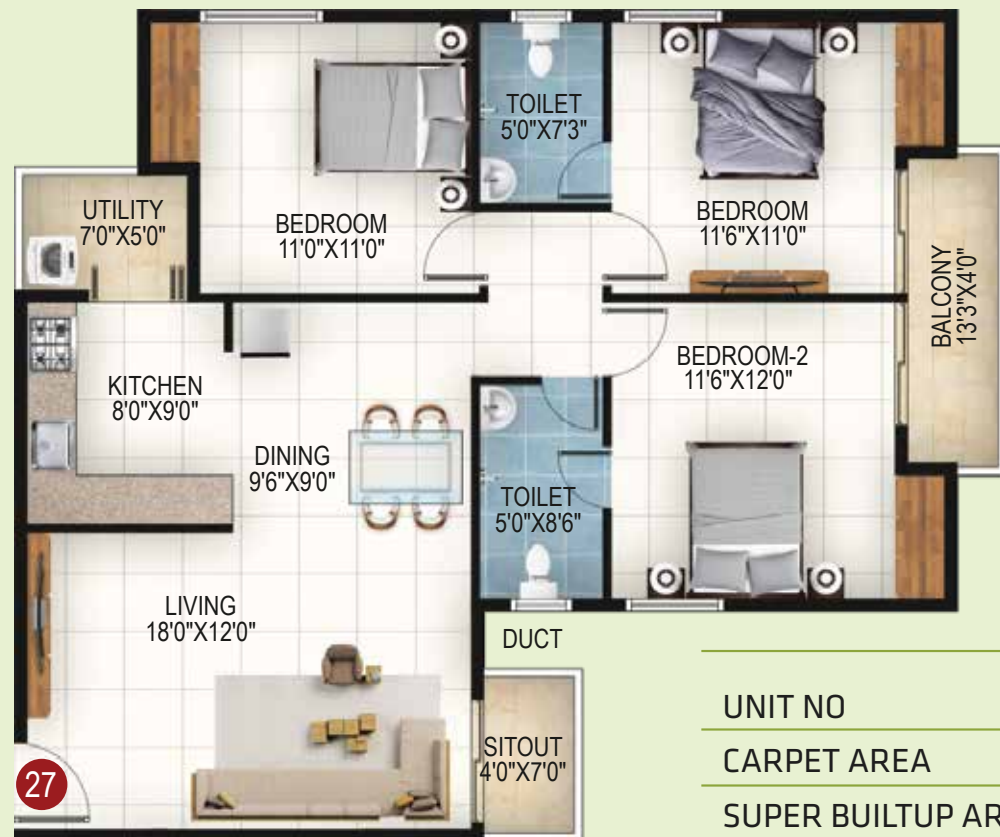 TOILET
5'0"X7'3"
UTILITY
7'0"X5'0"
BEDROOM
11'0"X11'0"
BEDROOM
11'6"X11'0"
BALCONY
13'3"X4'0"
KITCHEN
8'0"X9'0"
BEDROOM-2
11'6"X12'0"
DINING
9'6"X9'0"
TOILET
5'0"X8'6"
LIVING
18'0"X12'0"
DUCT
SITOUT
4'0"X7'0"
27
UNIT NO
CARPET AREA
SUPER BUILTUP AR